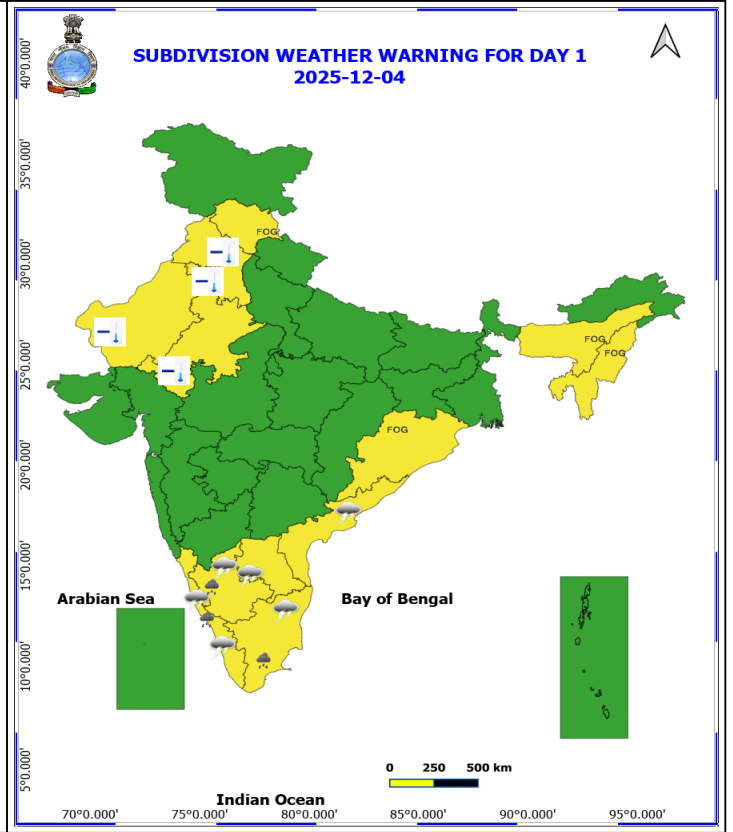 SUBDIVISION WEATHER WARNING FOR DAY 1
2025-12-04
40°0.000'
35°0.000'
FOG
30°0.000'
FOG
FOG
25°0.000'
FOG
20°0.000'
15°0.000'
Arabian Sea
Bay of Bengal
10°0.000'
0 250 500 km
5°0.000'
Indian Ocean
70°0.000' 75°0.000' 80°0.000' 85°0.000' 90°0.000' 95°0.000'